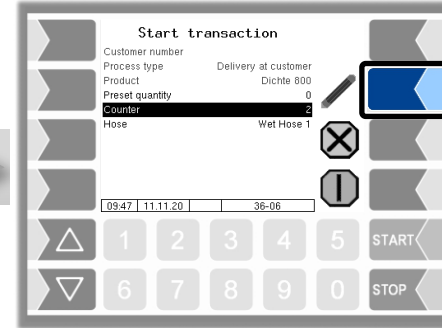 Start transaction
Customer number
Process type Delivery at customer
Product Dichte 800
Preset quantity 0
Counter 2
Hose Wet Hose 1
09:47 11.11.20 36-06
1 2 3 4 5 START
6 7 8 9 0 STOP